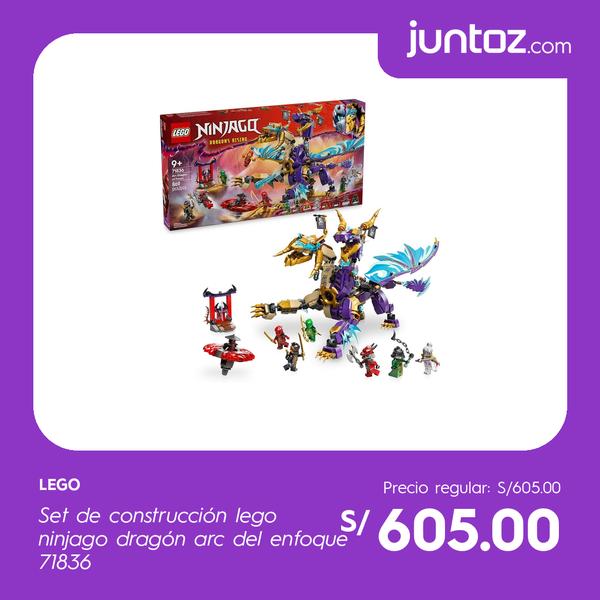 juntoz.com
LEGO
NINJAGO
DRAGONS RISING
9+
71836
LEGO
Precio regular: S/605.00
Set de construcción lego
ninjago dragón arc del enfoque
71836
S/ 605.00